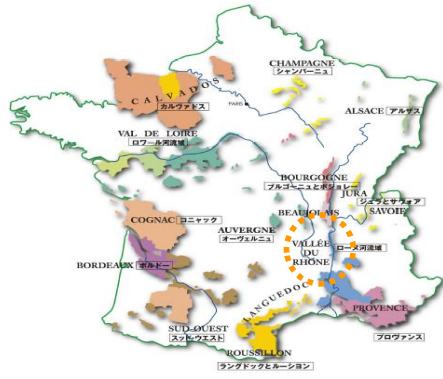 CHAMPAGNE
シャンパーニュ
CALVADOS
カルヴァドス
PARIS
ALSACE アルザス
VAL DE LOIRE
ロワール河流域
BOURGOGNE
ブルゴーニュとボジョレー
JURA
ジュラとサヴォア
SAVOIE
BEAUJOLAIS
COGNAC コニャック
AUVERGNE
オーヴェルニュ
VALLÉE
DU
RHÔNE
ローヌ河流域
BORDEAUX ボルドー
LANGUEDOC
PROVENCE
プロヴァンス
SUD-OUEST
スッド・ウエスト
ROUSSILLON
ラングドックとルーション